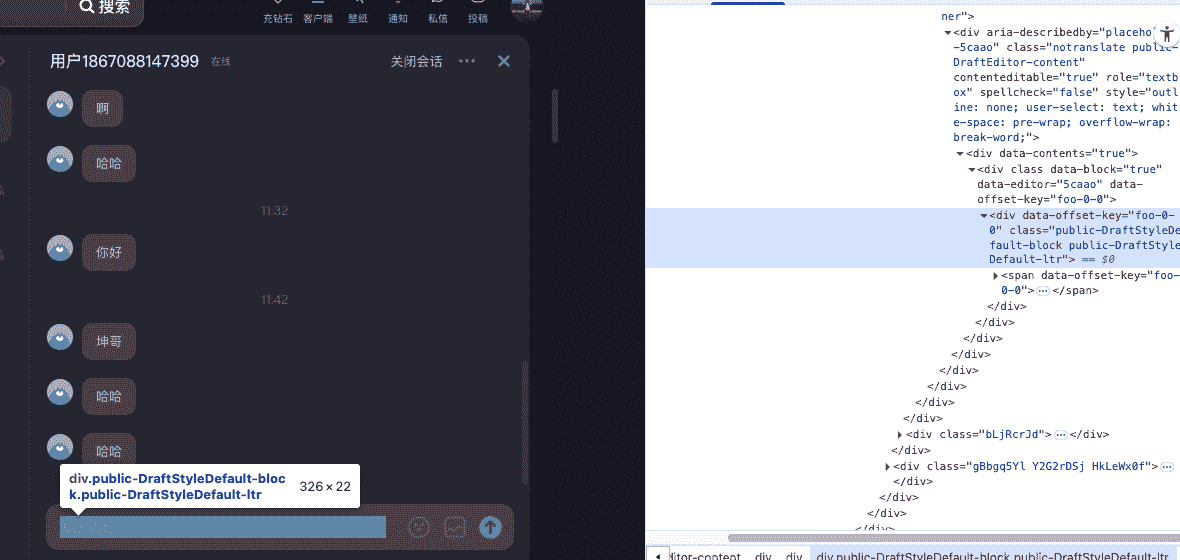 搜索
充钻石 客户端 壁纸 通知 私信 投稿
用户1867088147399 在线 关闭会话 ···
啊
哈哈
11:32
你好
11:42
坤哥
哈哈
哈哈
div.public-DraftStyleDefault-bloc
k.public-DraftStyleDefault-ltr 326 × 22
ner">
<div aria-describedby="placeho
-5caao" class="notranslate public-
DraftEditor-content"
contenteditable="true" role="textb
ox" spellcheck="false" style="outl
ine: none; user-select: text; whit
e-space: pre-wrap; overflow-wrap:
break-word;">
<div data-contents="true">
<div class data-block="true"
data-editor="5caao" data-
offset-key="foo-0-0">
<div data-offset-key="foo-0-
0" class="public-DraftStyleDe
fault-block public-DraftStyle
Default-ltr"> == $0
<span data-offset-key="foo-
0-0">…</span>
</div>
</div>
</div>
</div>
</div>
</div>
</div>
</div>
<div class="bLjRcrJd">…</div>
</div>
<div class="gBbgq5Yl Y2G2rDSj HkLeWx0f">…
</div>
</div>
</div>
</div>
ditor-content div div div.public-DraftStyleDefault-block.public-DraftStyleDefault-ltr